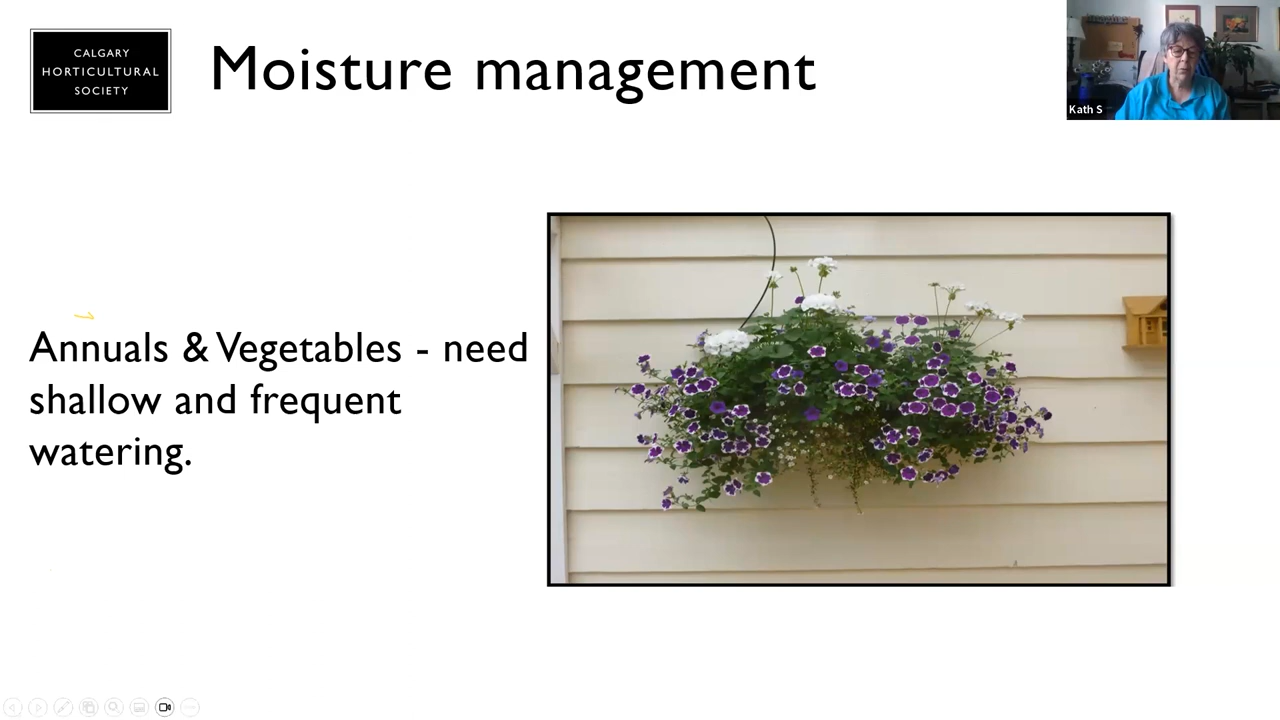 CALGARY
HORTICULTURAL
SOCIETY
Moisture management
Kath S
Annuals & Vegetables - need
shallow and frequent
watering.